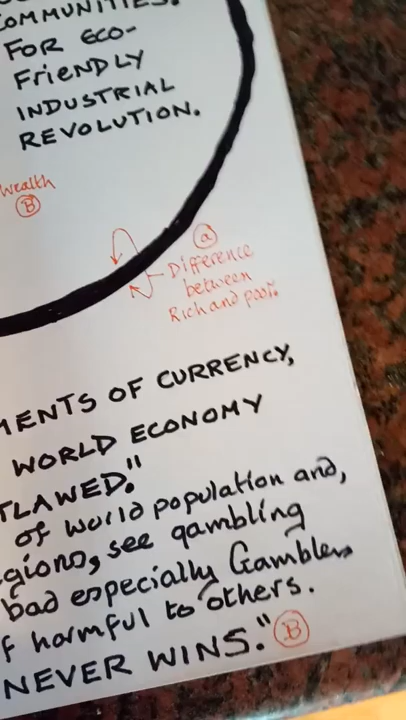 COMMUNITIES.
FOR ECO-
FRIENDLY
INDUSTRIAL
REVOLUTION.
Wealth
B
a
Difference
between
Rich and poor.
MENTS OF CURRENCY,
WORLD ECONOMY
TLAWED."
of world population and,
gions, see gambling
bad especially Gamblers
f harmful to others.
NEVER WINS." B